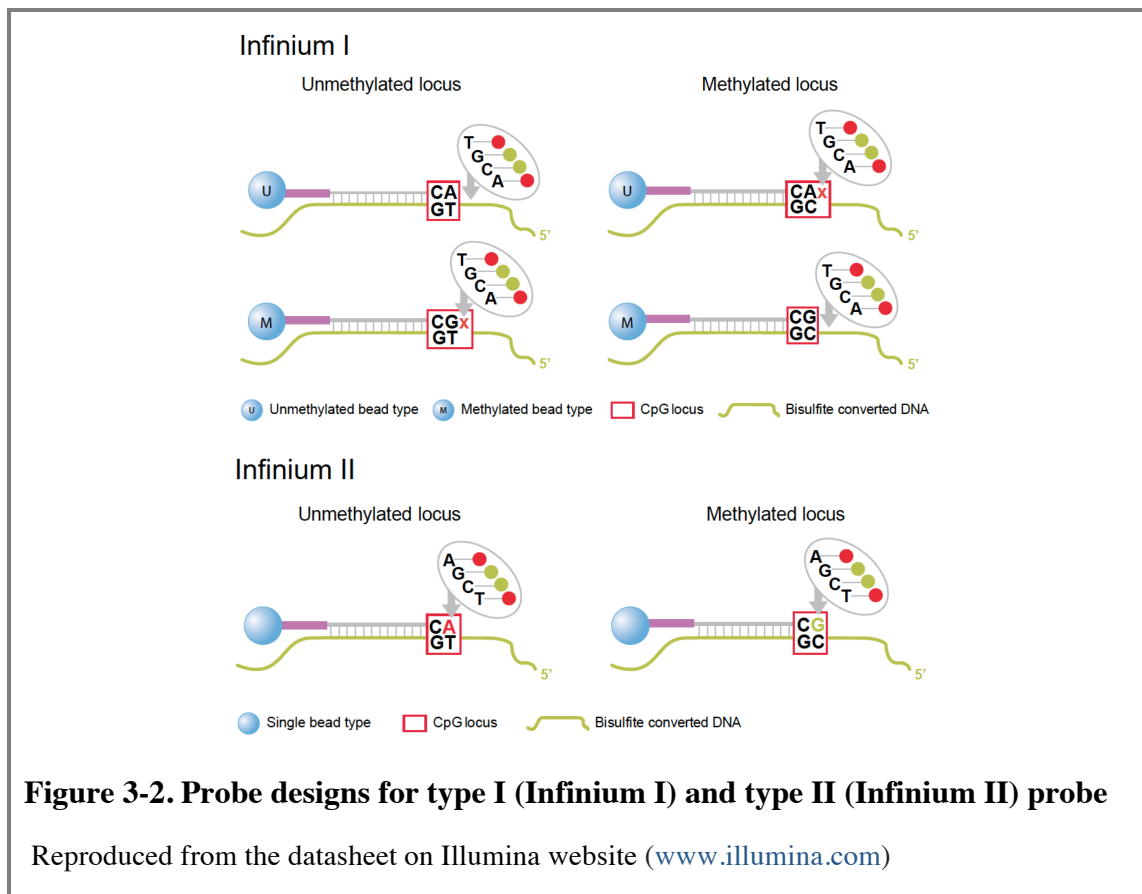 Infinium I
Unmethylated locus Methylated locus
T G C A T G C A
U CA U CAx
GT GC
5’ 5’
T G C A T G C A
M CGx M CG
GT GC
5’ 5’
U Unmethylated bead type M Methylated bead type CpG locus Bisulfite converted DNA
Infinium II
Unmethylated locus Methylated locus
A G C T A G C T
CA CG
GT GC
5’ 5’
Single bead type CpG locus Bisulfite converted DNA
Figure 3-2. Probe designs for type I (Infinium I) and type II (Infinium II) probe
Reproduced from the datasheet on Illumina website (www.illumina.com)